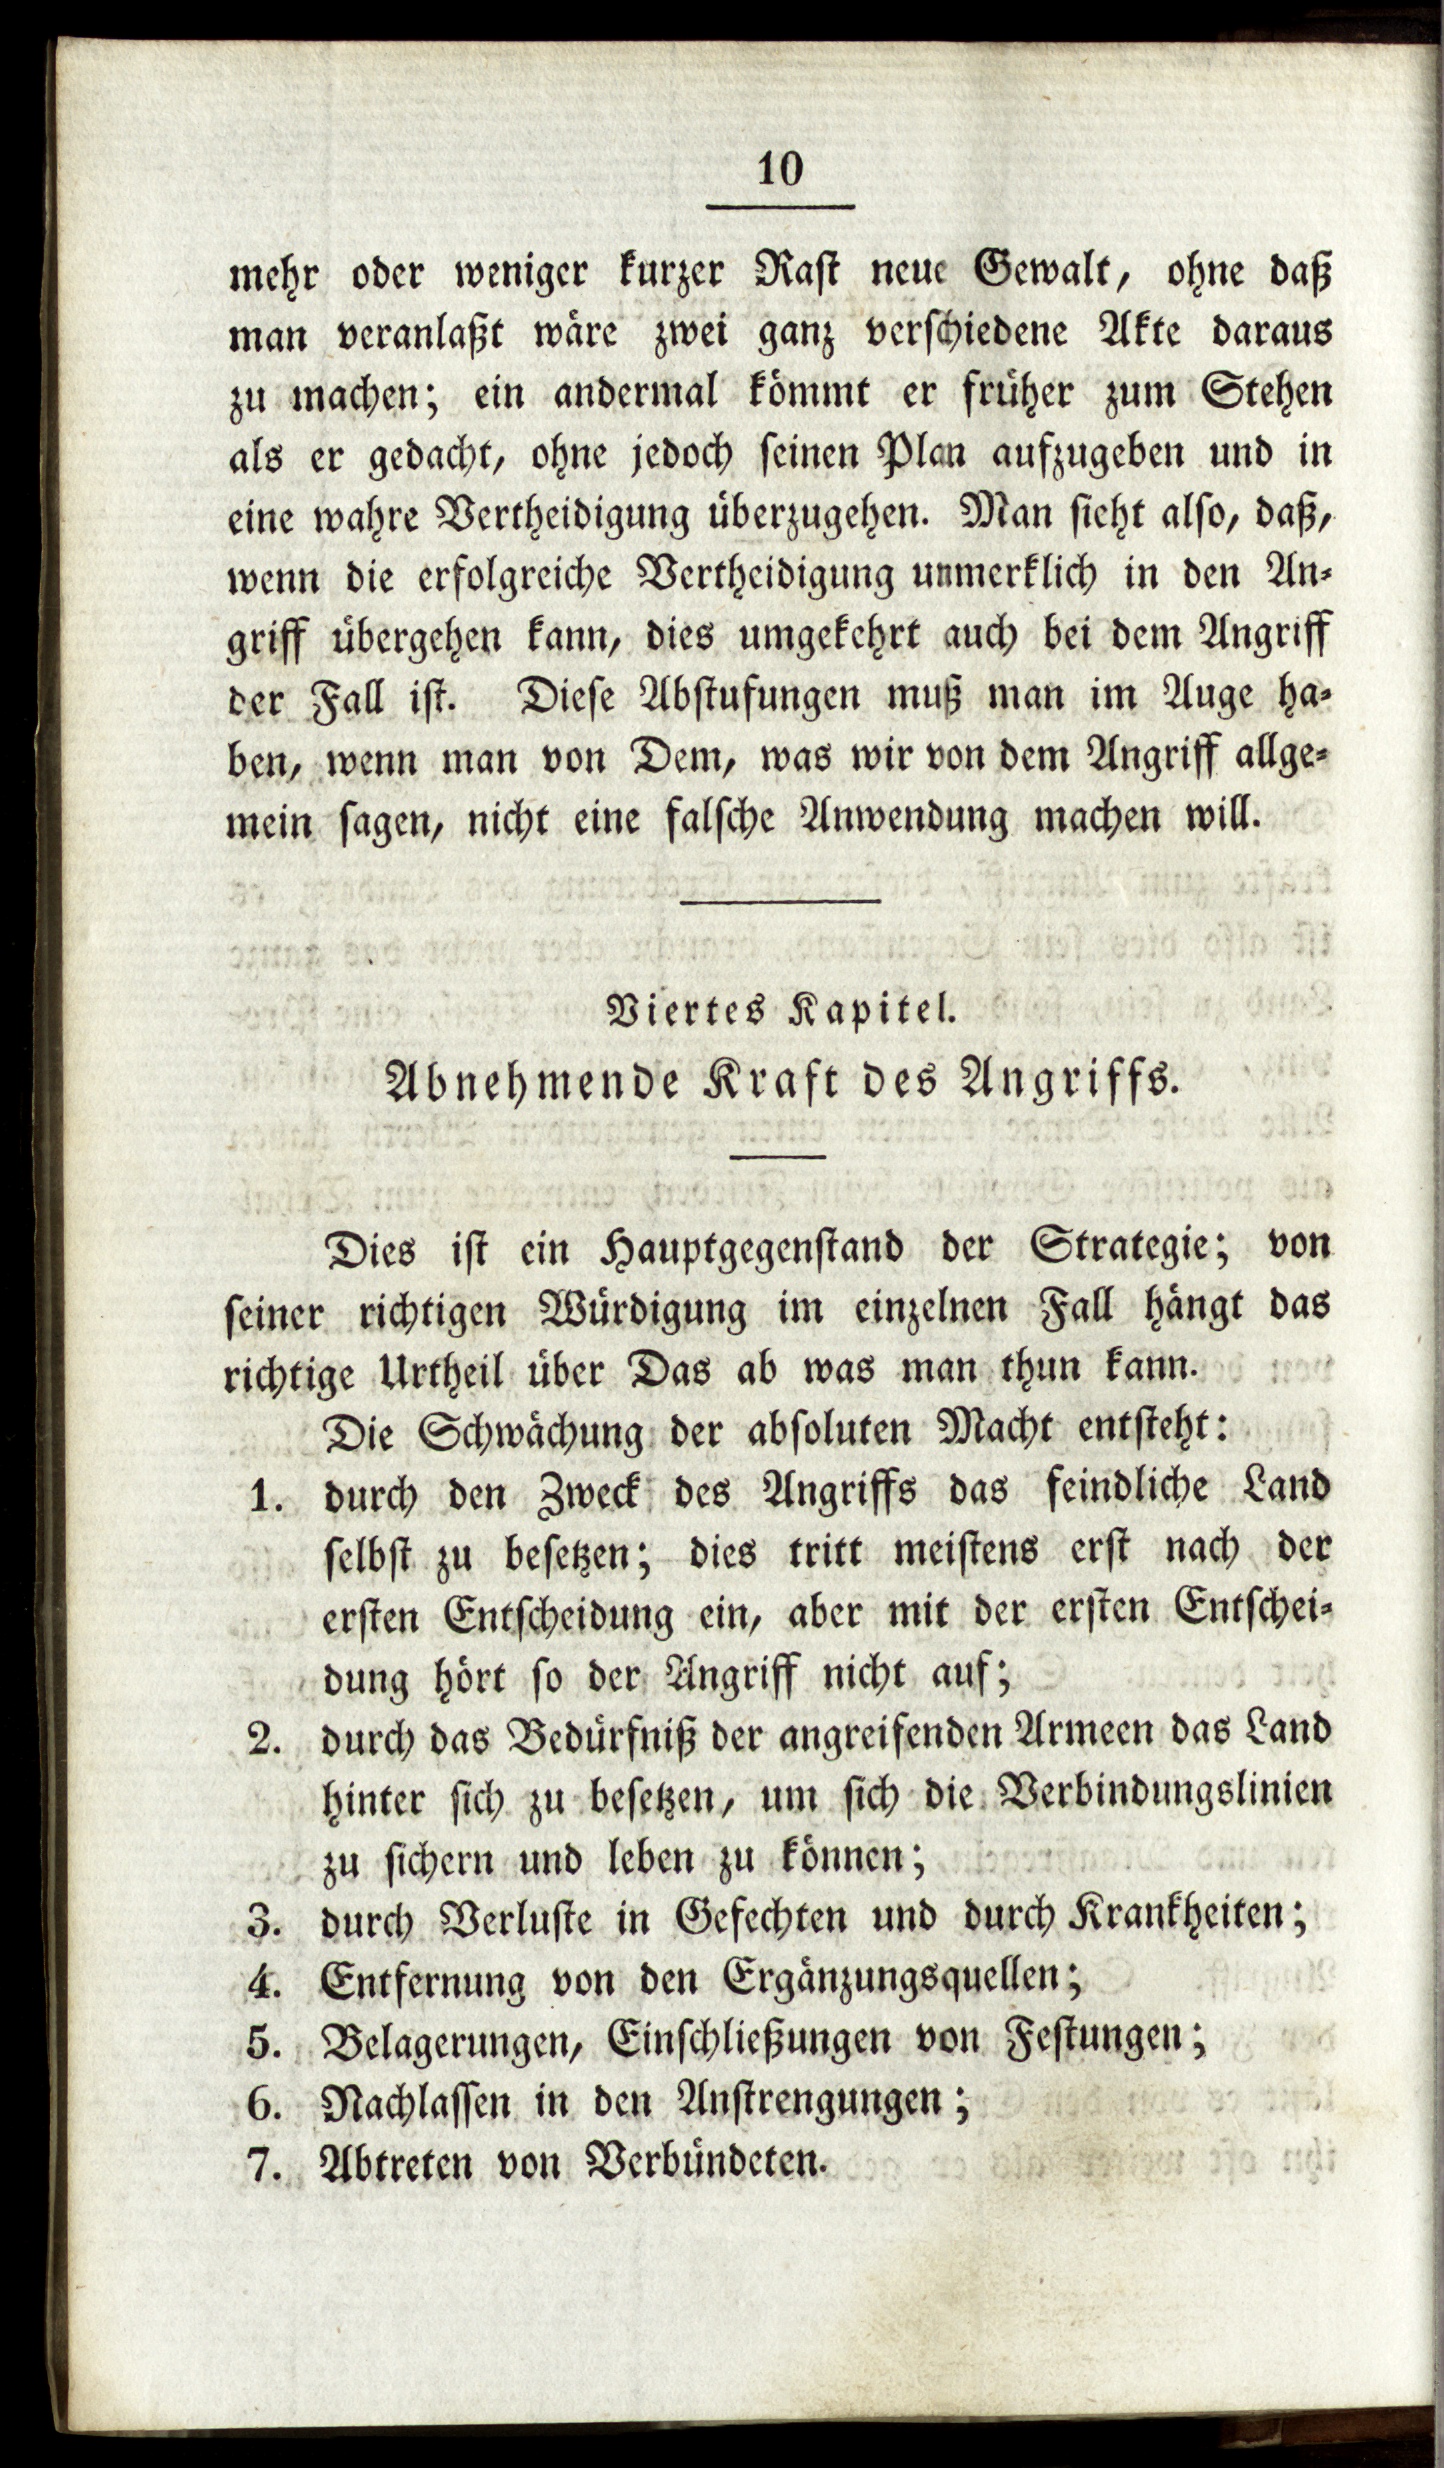 10
mehr oder weniger kurzer Raſt neue Gewalt, ohne daß
man veranlaßt wäre zwei ganz verſchiedene Akte daraus
zu machen; ein andermal kömmt er früher zum Stehen
als er gedacht, ohne jedoch ſeinen Plan aufzugeben und in
eine wahre Vertheidigung überzugehen. Man ſieht alſo, daß,
wenn die erfolgreiche Vertheidigung unmerklich in den An-
griff übergehen kann, dies umgekehrt auch bei dem Angriff
der Fall iſt. Dieſe Abſtufungen muß man im Auge ha-
ben, wenn man von Dem, was wir von dem Angriff allge-
mein ſagen, nicht eine falſche Anwendung machen will.
Viertes Kapitel.
Abnehmende Kraft des Angriffs.
Dies iſt ein Hauptgegenſtand der Strategie; von
ſeiner richtigen Würdigung im einzelnen Fall hängt das
richtige Urtheil über Das ab was man thun kann.
Die Schwächung der abſoluten Macht entſteht:
1. durch den Zweck des Angriffs das feindliche Land
ſelbſt zu beſetzen; dies tritt meiſtens erſt nach der
erſten Entſcheidung ein, aber mit der erſten Entſchei-
dung hört ſo der Angriff nicht auf;
2. durch das Bedürfniß der angreifenden Armeen das Land
hinter ſich zu beſetzen, um ſich die Verbindungslinien
zu ſichern und leben zu können;
3. durch Verluſte in Gefechten und durch Krankheiten;
4. Entfernung von den Ergänzungsquellen;
5. Belagerungen, Einſchließungen von Feſtungen;
6. Nachlaſſen in den Anſtrengungen;
7. Abtreten von Verbündeten.